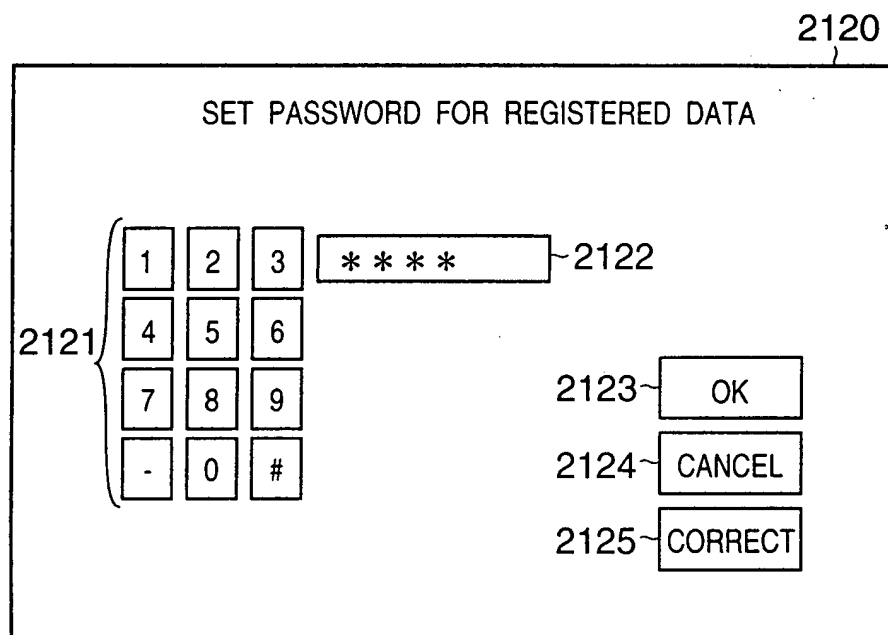 2120
SET PASSWORD FOR REGISTERED DATA
1 2 3 **** 2122
2121
4 5 6
2123 OK
7 8 9
2124 CANCEL
- 0 #
2125 CORRECT